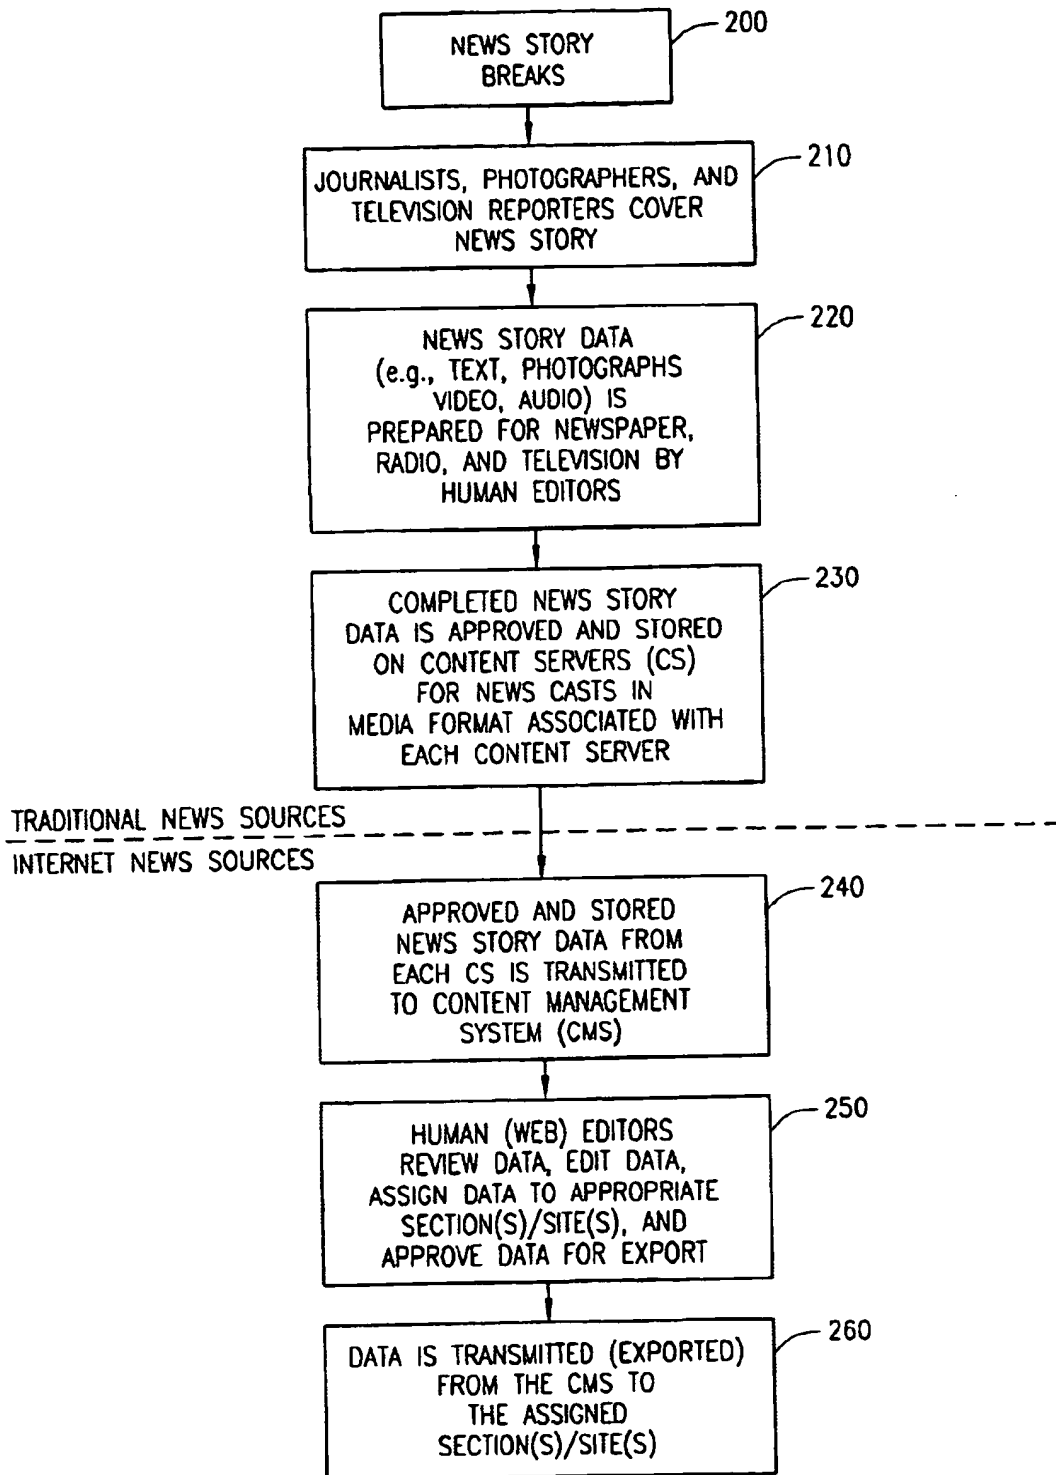 NEWS STORY
BREAKS
200
JOURNALISTS, PHOTOGRAPHERS, AND
TELEVISION REPORTERS COVER
NEWS STORY
210
NEWS STORY DATA
(e.g., TEXT, PHOTOGRAPHS
VIDEO, AUDIO) IS
PREPARED FOR NEWSPAPER,
RADIO, AND TELEVISION BY
HUMAN EDITORS
220
COMPLETED NEWS STORY
DATA IS APPROVED AND STORED
ON CONTENT SERVERS (CS)
FOR NEWS CASTS IN
MEDIA FORMAT ASSOCIATED WITH
EACH CONTENT SERVER
230
TRADITIONAL NEWS SOURCES
INTERNET NEWS SOURCES
APPROVED AND STORED
NEWS STORY DATA FROM
EACH CS IS TRANSMITTED
TO CONTENT MANAGEMENT
SYSTEM (CMS)
240
HUMAN (WEB) EDITORS
REVIEW DATA, EDIT DATA,
ASSIGN DATA TO APPROPRIATE
SECTION(S)/SITE(S), AND
APPROVE DATA FOR EXPORT
250
DATA IS TRANSMITTED (EXPORTED)
FROM THE CMS TO
THE ASSIGNED
SECTION(S)/SITE(S)
260